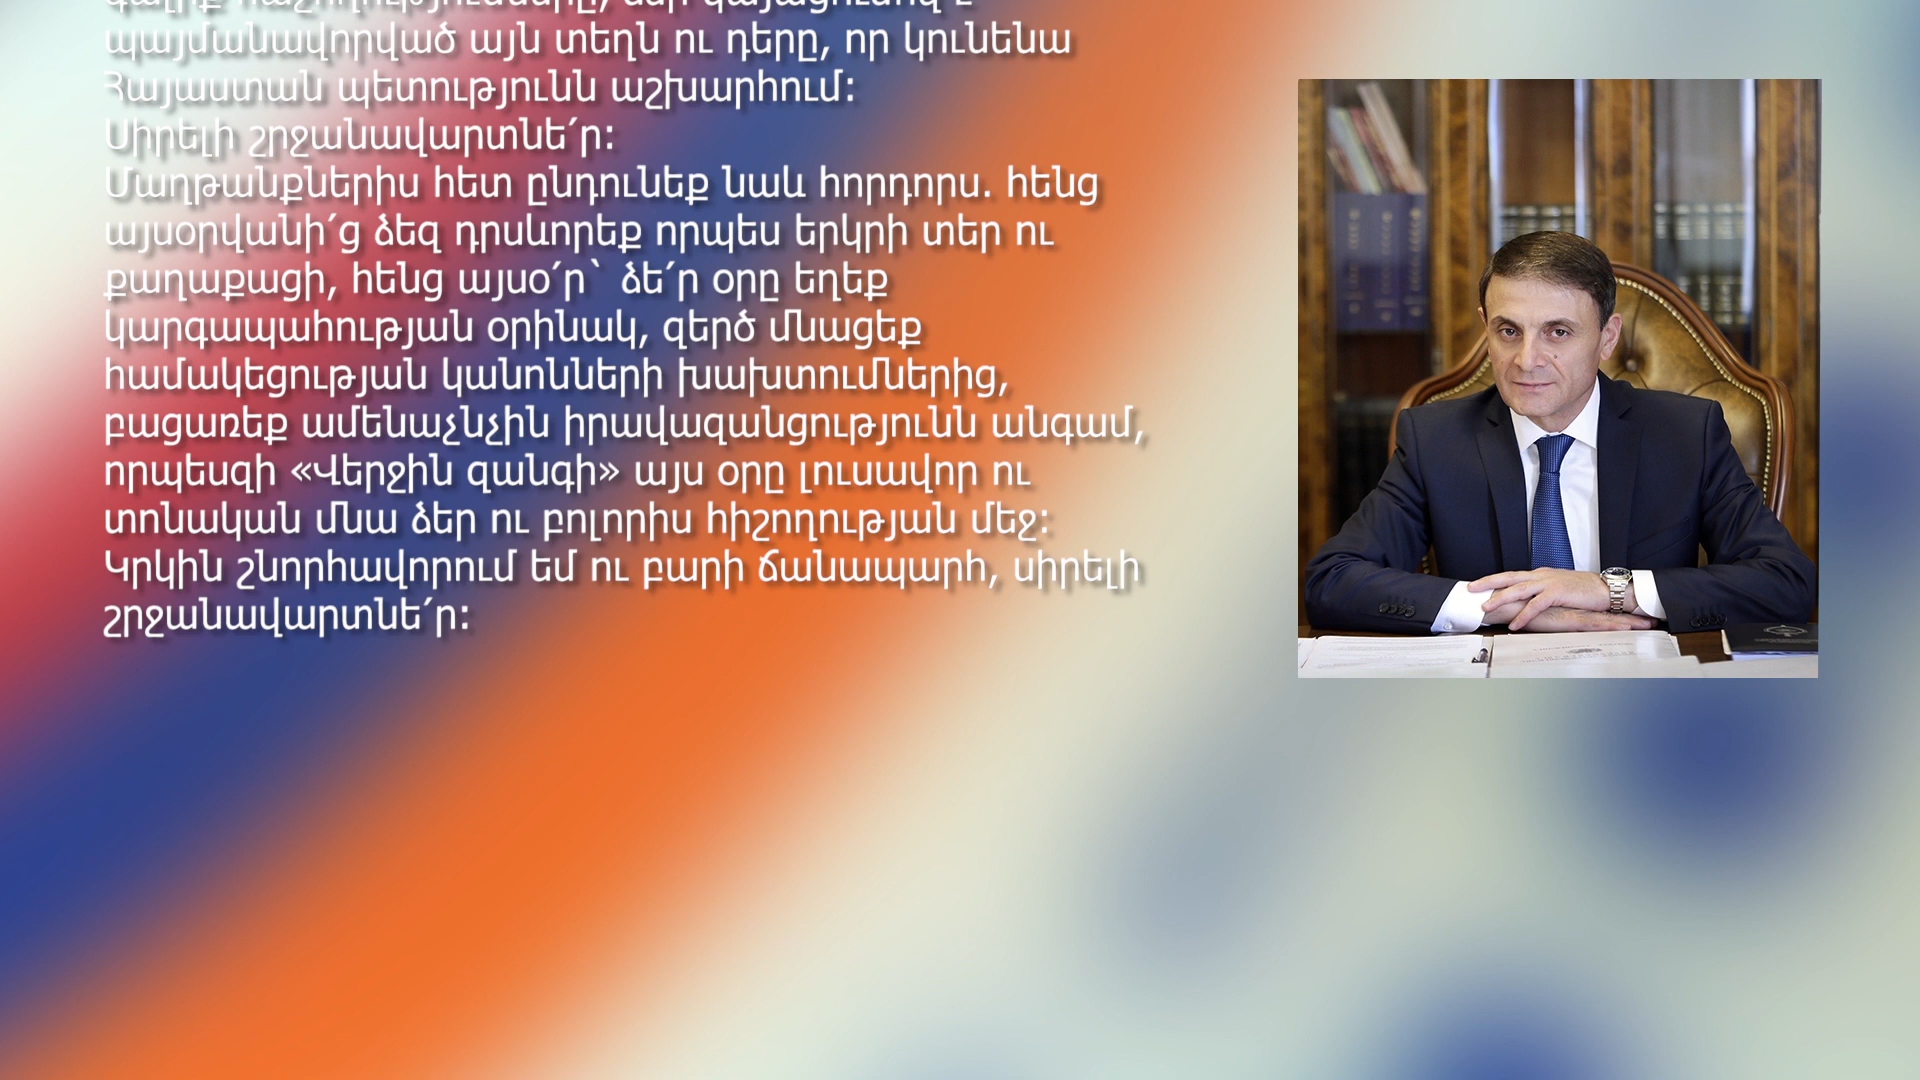 պայմանավորված այն տեղն ու դերը, որ կունենա
Հայաստան պետությունն աշխարհում:
Սիրելի շրջանավարտնե՛ր:
Մաղթանքներիս հետ ընդունեք նաև հորդորս. հենց
այսօրվանի՛ց ձեզ դրսևորեք որպես երկրի տեր ու
քաղաքացի, հենց այսօ՛ր` ձե՛ր օրը եղեք
կարգապահության օրինակ, զերծ մնացեք
համակեցության կանոնների խախտումներից,
բացառեք ամենաչնչին իրավազանցությունն անգամ,
որպեսզի «Վերջին զանգի» այս օրը լուսավոր ու
տոնական մնա ձեր ու բոլորիս հիշողության մեջ:
Կրկին շնորհավորում եմ ու բարի ճանապարհ, սիրելի
շրջանավարտնե՛ր: